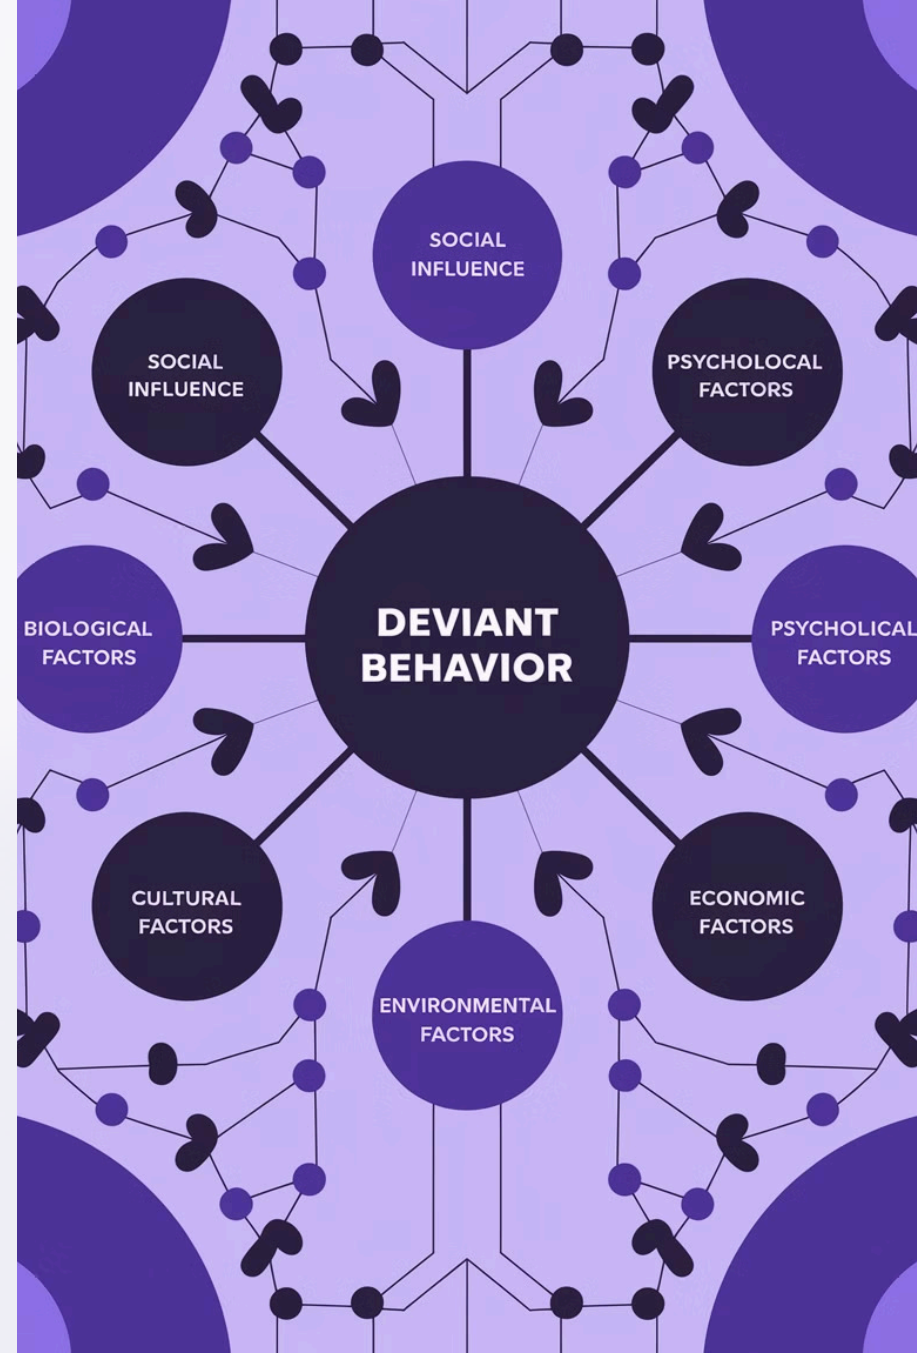 SOCIAL
INFLUENCE
SOCIAL
INFLUENCE
PSYCHOLOCAL
FACTORS
BIOLOGICAL
FACTORS
DEVIANT
BEHAVIOR
PSYCHOLICAL
FACTORS
CULTURAL
FACTORS
ECONOMIC
FACTORS
ENVIRONMENTAL
FACTORS